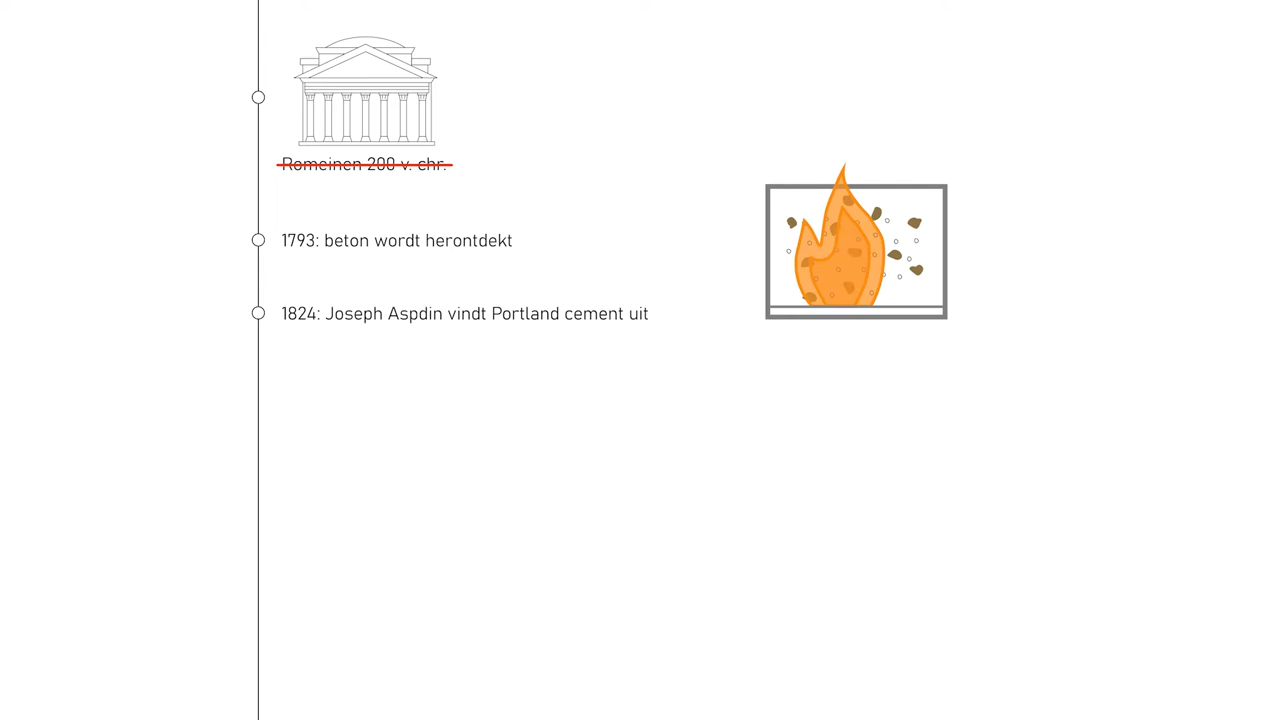 Romeinen 200 v. chr.
1793: beton wordt herontdekt
1824: Joseph Aspdin vindt Portland cement uit